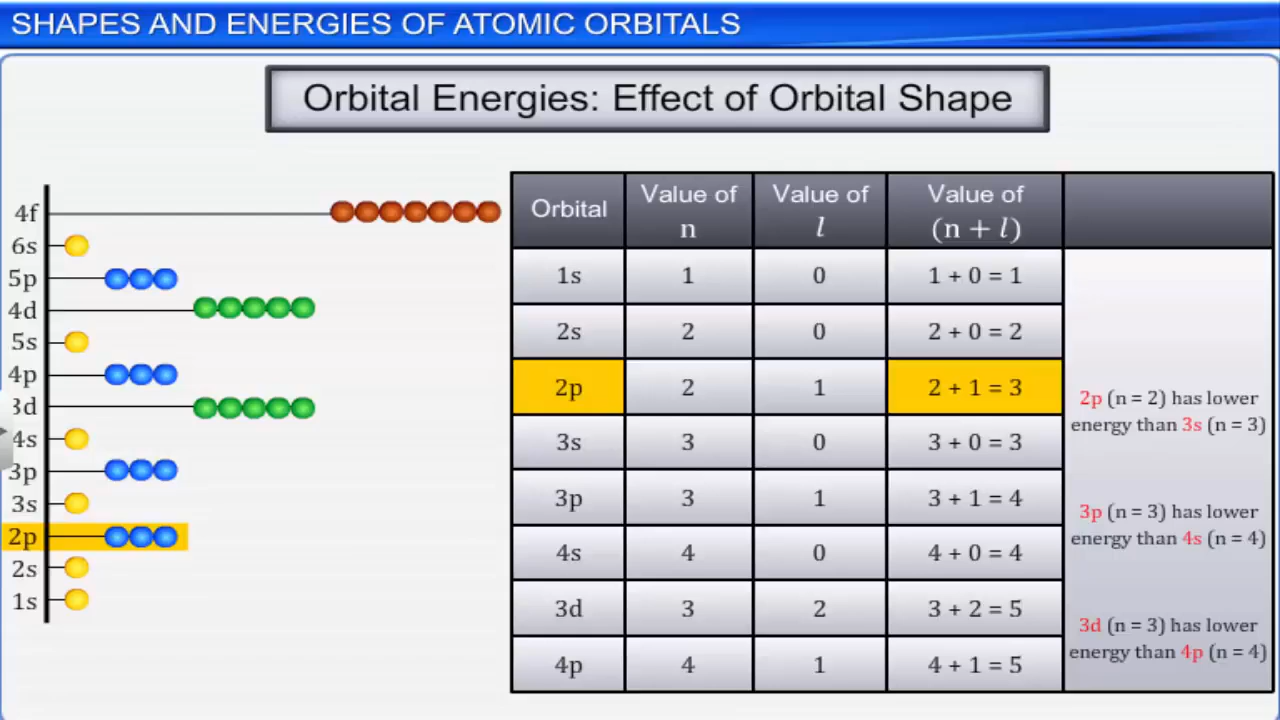 SHAPES AND ENERGIES OF ATOMIC ORBITALS
Orbital Energies: Effect of Orbital Shape
4f
6s
5p
4d
5s
4p
3d
4s
3p
3s
2p
2s
1s
Orbital Value of n Value of l Value of (n + l)
1s 1 0 1 + 0 = 1
2s 2 0 2 + 0 = 2
2p 2 1 2 + 1 = 3
3s 3 0 3 + 0 = 3
3p 3 1 3 + 1 = 4
4s 4 0 4 + 0 = 4
3d 3 2 3 + 2 = 5
4p 4 1 4 + 1 = 5
2p (n = 2) has lower
energy than 3s (n = 3)
3p (n = 3) has lower
energy than 4s (n = 4)
3d (n = 3) has lower
energy than 4p (n = 4)